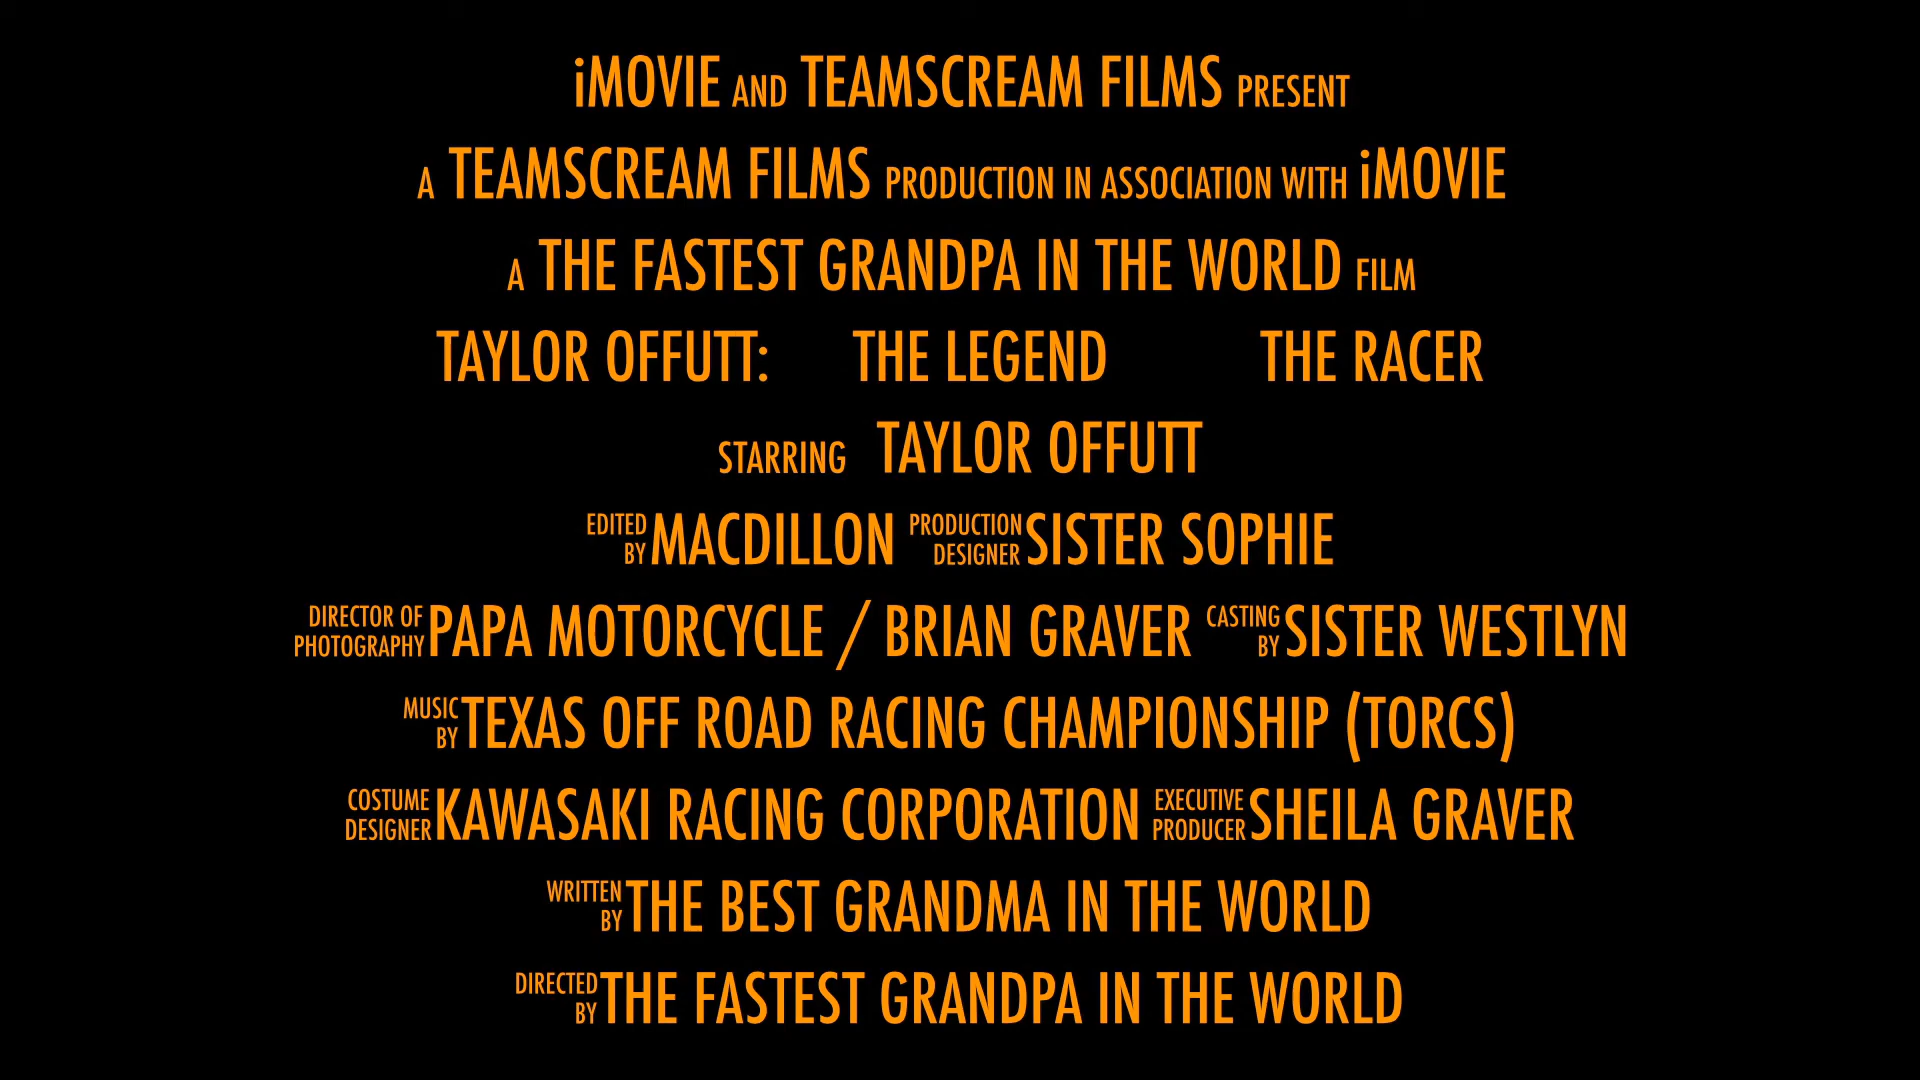 iMOVIE AND TEAMSCREAM FILMS PRESENT
A TEAMSCREAM FILMS PRODUCTION IN ASSOCIATION WITH iMOVIE
A THE FASTEST GRANDPA IN THE WORLD FILM
TAYLOR OFFUTT: THE LEGEND THE RACER
STARRING TAYLOR OFFUTT
EDITED BY MACDILLON PRODUCTION DESIGNER SISTER SOPHIE
DIRECTOR OF PHOTOGRAPHY PAPA MOTORCYCLE / BRIAN GRAVER CASTING BY SISTER WESTLYN
MUSIC BY TEXAS OFF ROAD RACING CHAMPIONSHIP (TORCS)
COSTUME DESIGNER KAWASAKI RACING CORPORATION EXECUTIVE PRODUCER SHEILA GRAVER
WRITTEN BY THE BEST GRANDMA IN THE WORLD
DIRECTED BY THE FASTEST GRANDPA IN THE WORLD